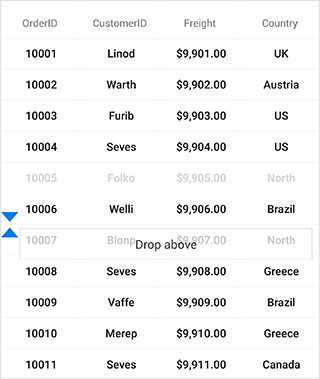 OrderID CustomerID Freight Country
10001 Linod $9,901.00 UK
10002 Warth $9,902.00 Austria
10003 Furib $9,903.00 US
10004 Seves $9,904.00 US
10005 Folko $9,905.00 North
10006 Welli $9,906.00 Brazil
10007 Blonp $9,907.00 North
Drop above
10008 Seves $9,908.00 Greece
10009 Vaffe $9,909.00 Brazil
10010 Merep $9,910.00 Greece
10011 Seves $9,911.00 Canada